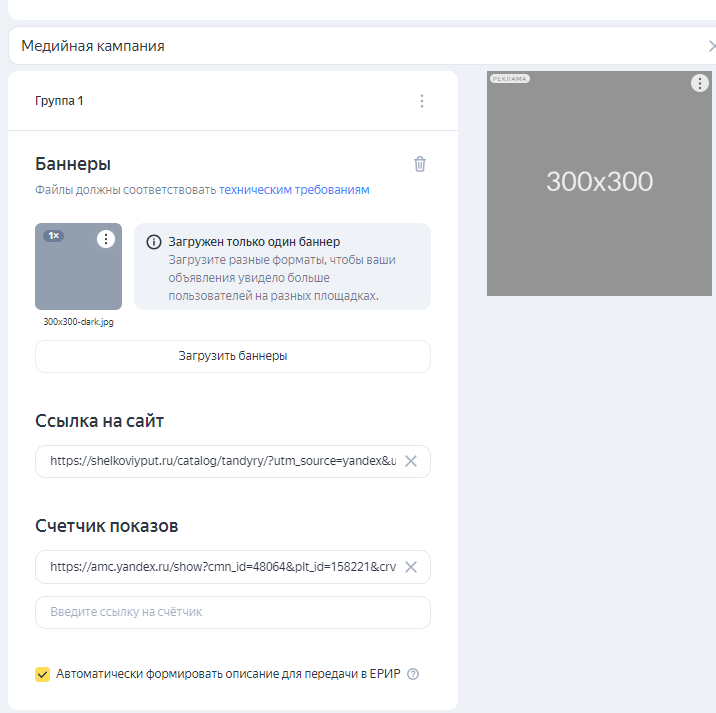 Медийная кампания
Группа 1
РЕКЛАМА
300x300
Баннеры
Файлы должны соответствовать техническим требованиям
1×
Загружен только один баннер
Загрузите разные форматы, чтобы ваши
объявления увидело больше
пользователей на разных площадках.
300x300-dark.jpg
Загрузить баннеры
Ссылка на сайт
https://shelkoviyput.ru/catalog/tandyry/?utm_source=yandex&u
Счетчик показов
https://amc.yandex.ru/show?cmn_id=48064&plt_id=158221&crv
Введите ссылку на счётчик
Автоматически формировать описание для передачи в ЕРИР